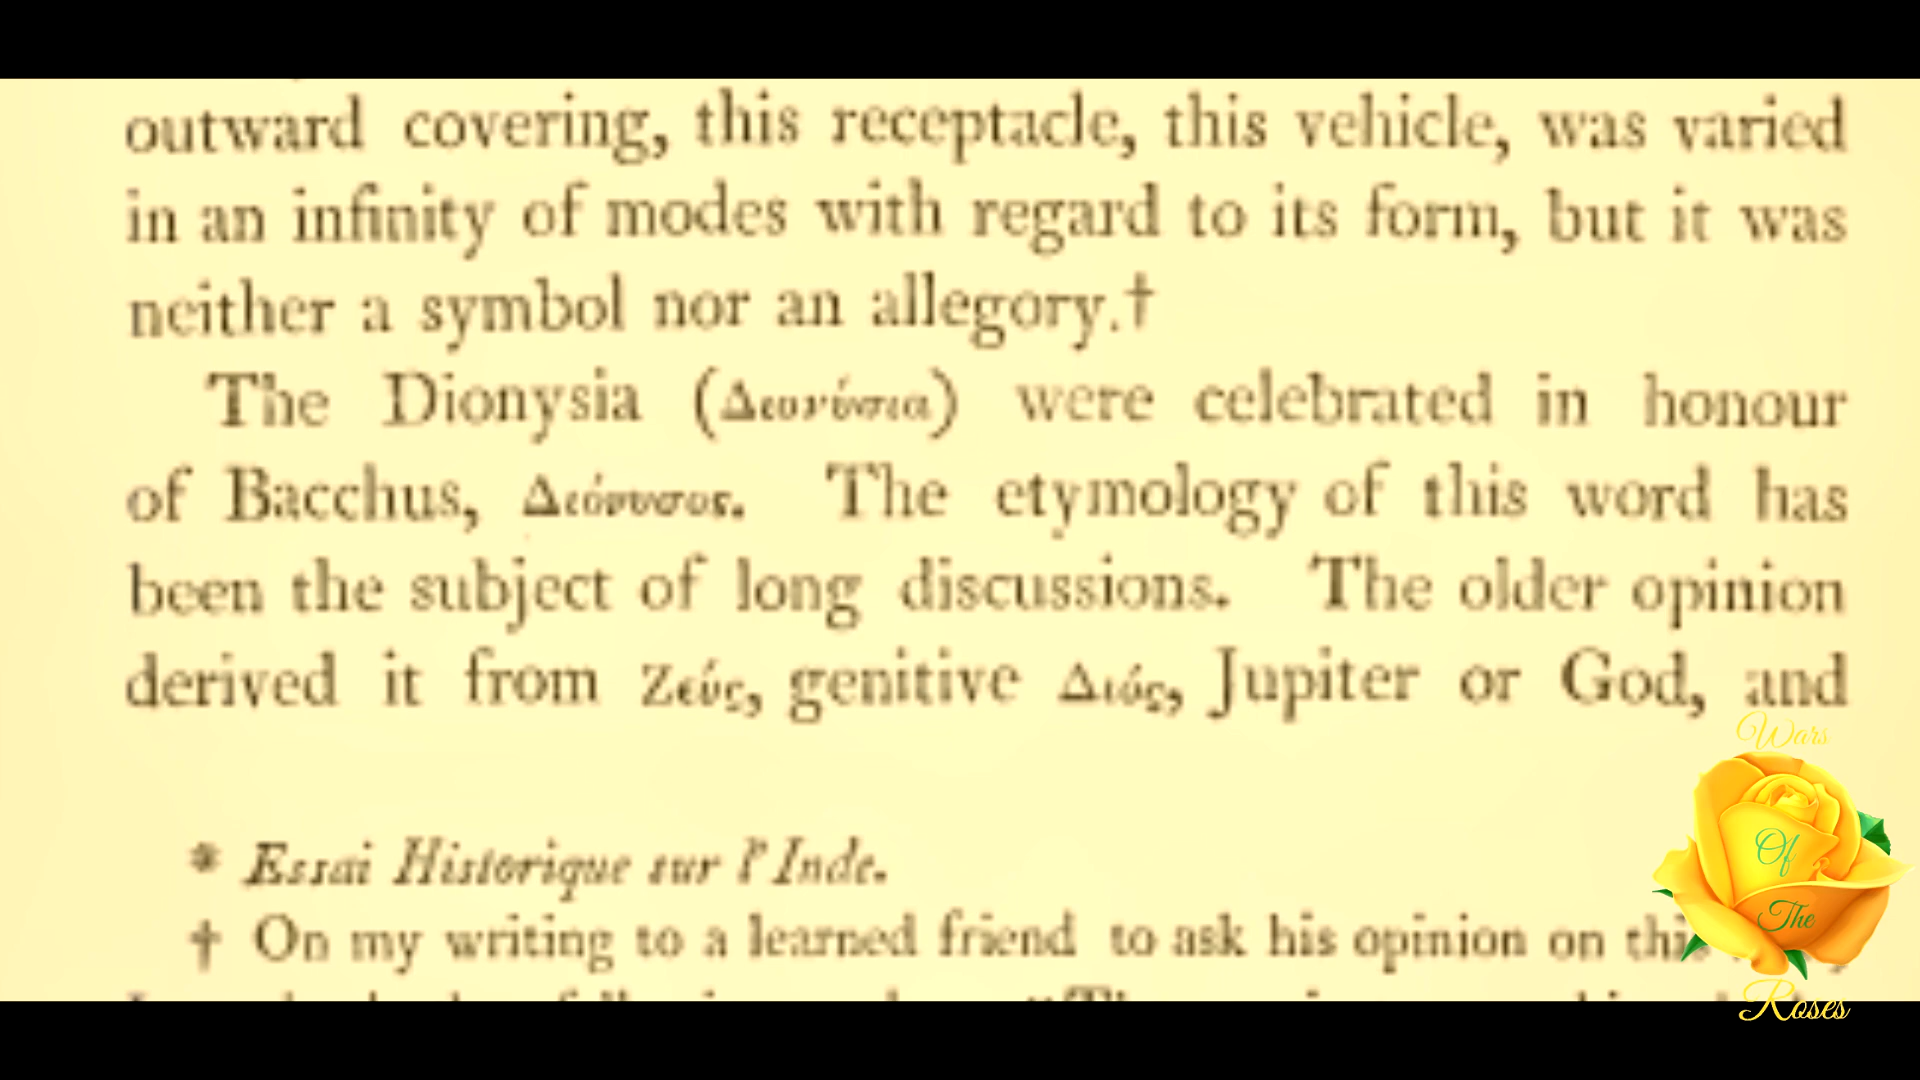 outward covering, this receptacle, this vehicle, was varied
in an infinity of modes with regard to its form, but it was
neither a symbol nor an allegory.†
The Dionysia (Διονύσια) were celebrated in honour
of Bacchus, Διόνυσος. The etymology of this word has
been the subject of long discussions. The older opinion
derived it from Ζεύς, genitive Διός, Jupiter or God, and
* Essai Historique sur l'Inde.
† On my writing to a learned friend to ask his opinion on this
Wars
Of
The
Roses